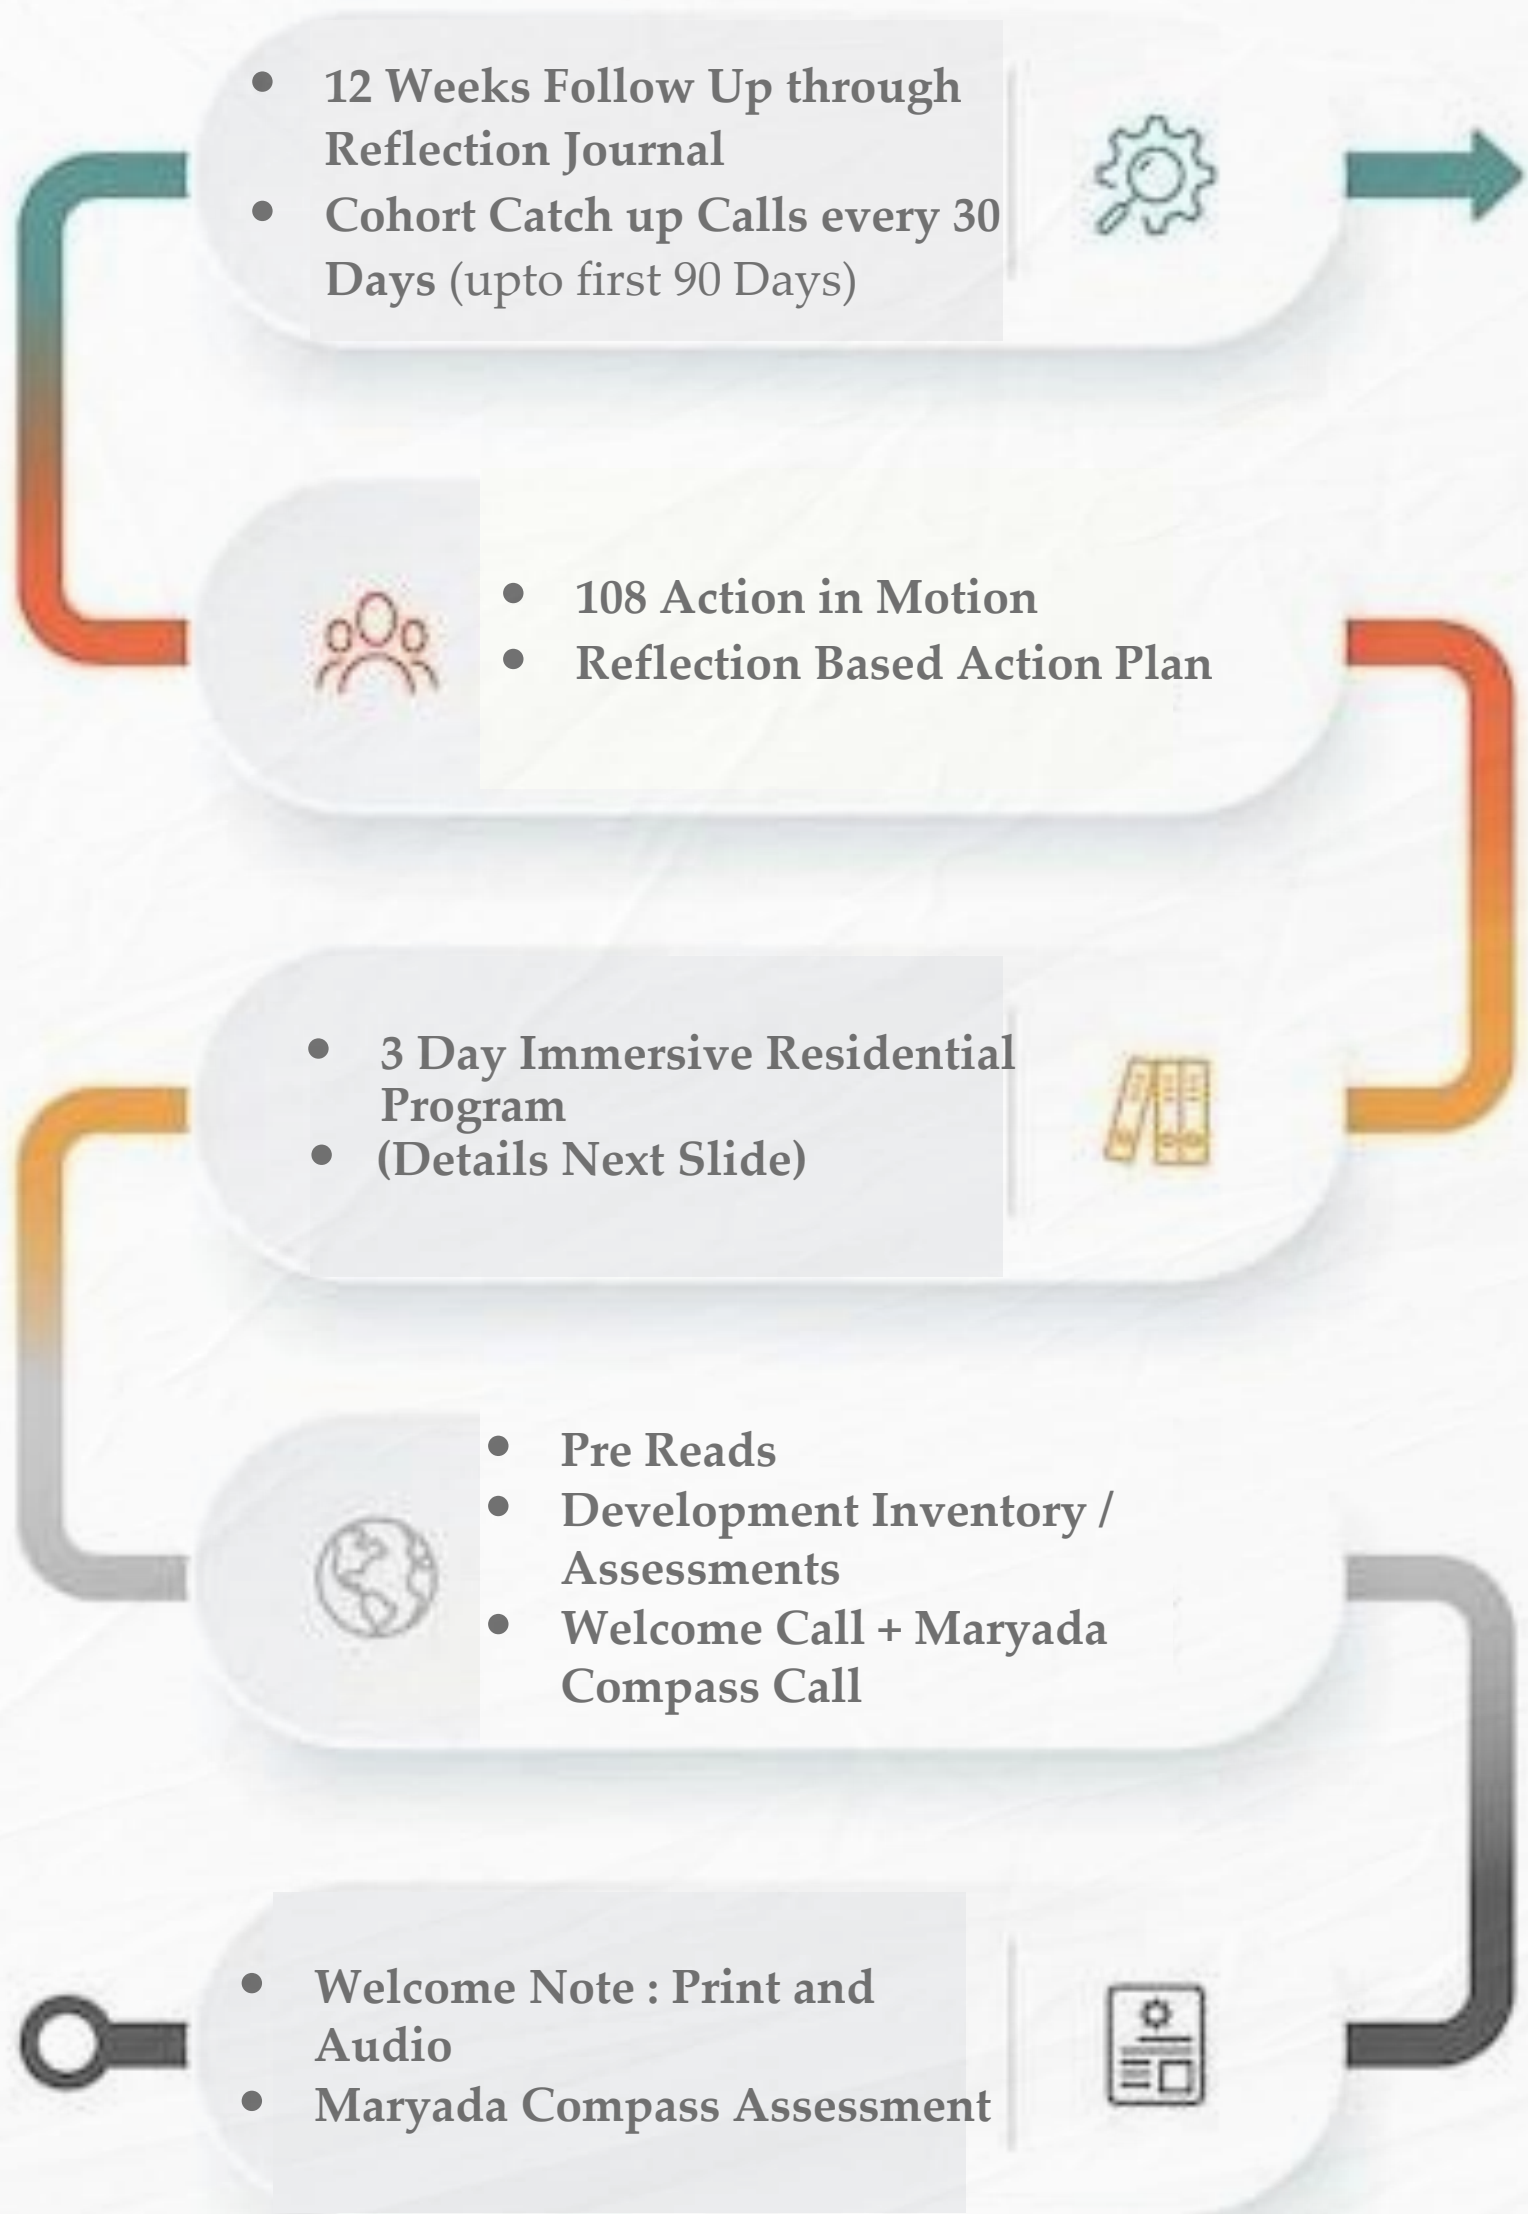 • 12 Weeks Follow Up through
Reflection Journal
• Cohort Catch up Calls every 30
Days (upto first 90 Days)
• 108 Action in Motion
• Reflection Based Action Plan
• 3 Day Immersive Residential
Program
• (Details Next Slide)
• Pre Reads
• Development Inventory /
Assessments
• Welcome Call + Maryada
Compass Call
• Welcome Note : Print and
Audio
• Maryada Compass Assessment